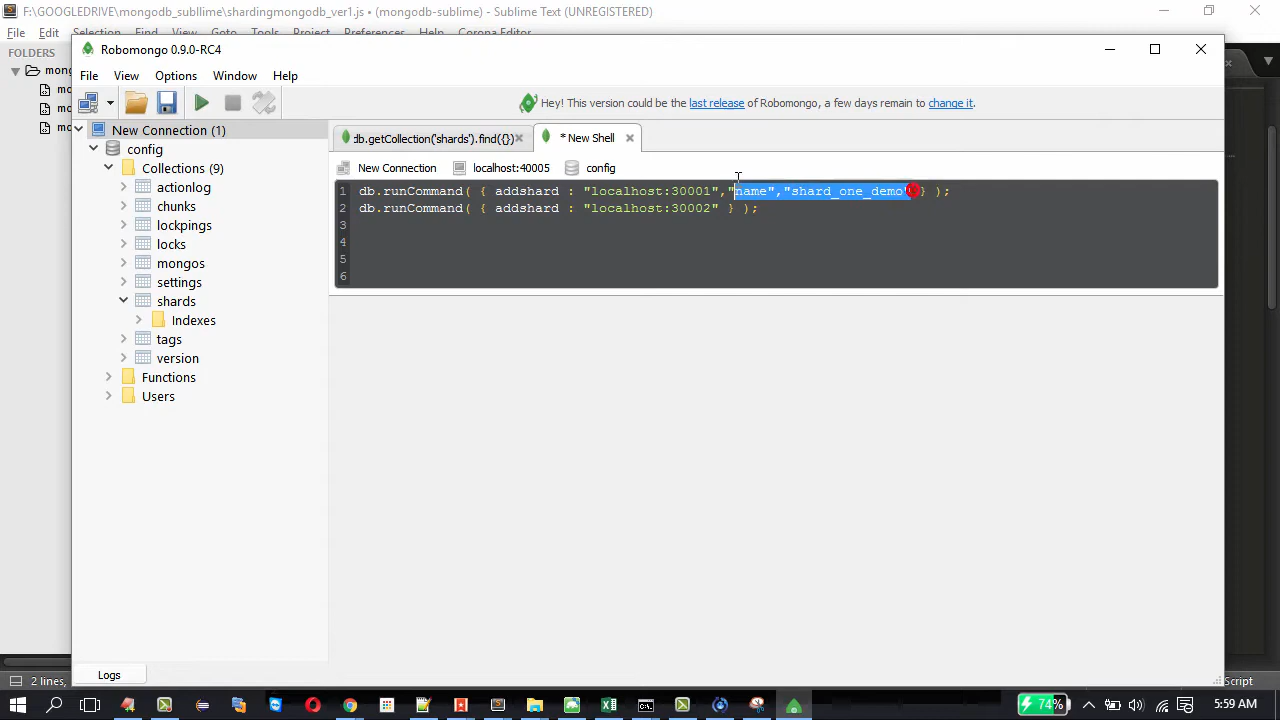 F:\GOOGLEDRIVE\mongodb_subllime\shardingmongodb_ver1.js • (mongodb-sublime) - Sublime Text (UNREGISTERED)
File Edit Selection Find View Goto Tools Project Preferences Help Corona Editor
FOLDERS
Robomongo 0.9.0-RC4
File View Options Window Help
Hey! This version could be the last release of Robomongo, a few days remain to change it.
New Connection (1)
config
Collections (9)
actionlog
chunks
lockpings
locks
mongos
settings
shards
Indexes
tags
version
Functions
Users
db.getCollection('shards').find({}) * New Shell
New Connection localhost:40005 config
1 db.runCommand( { addshard : "localhost:30001","name","shard_one_demo" } );
2 db.runCommand( { addshard : "localhost:30002" } );
3
4
5
6
Logs
2 lines,
74%
5:59 AM